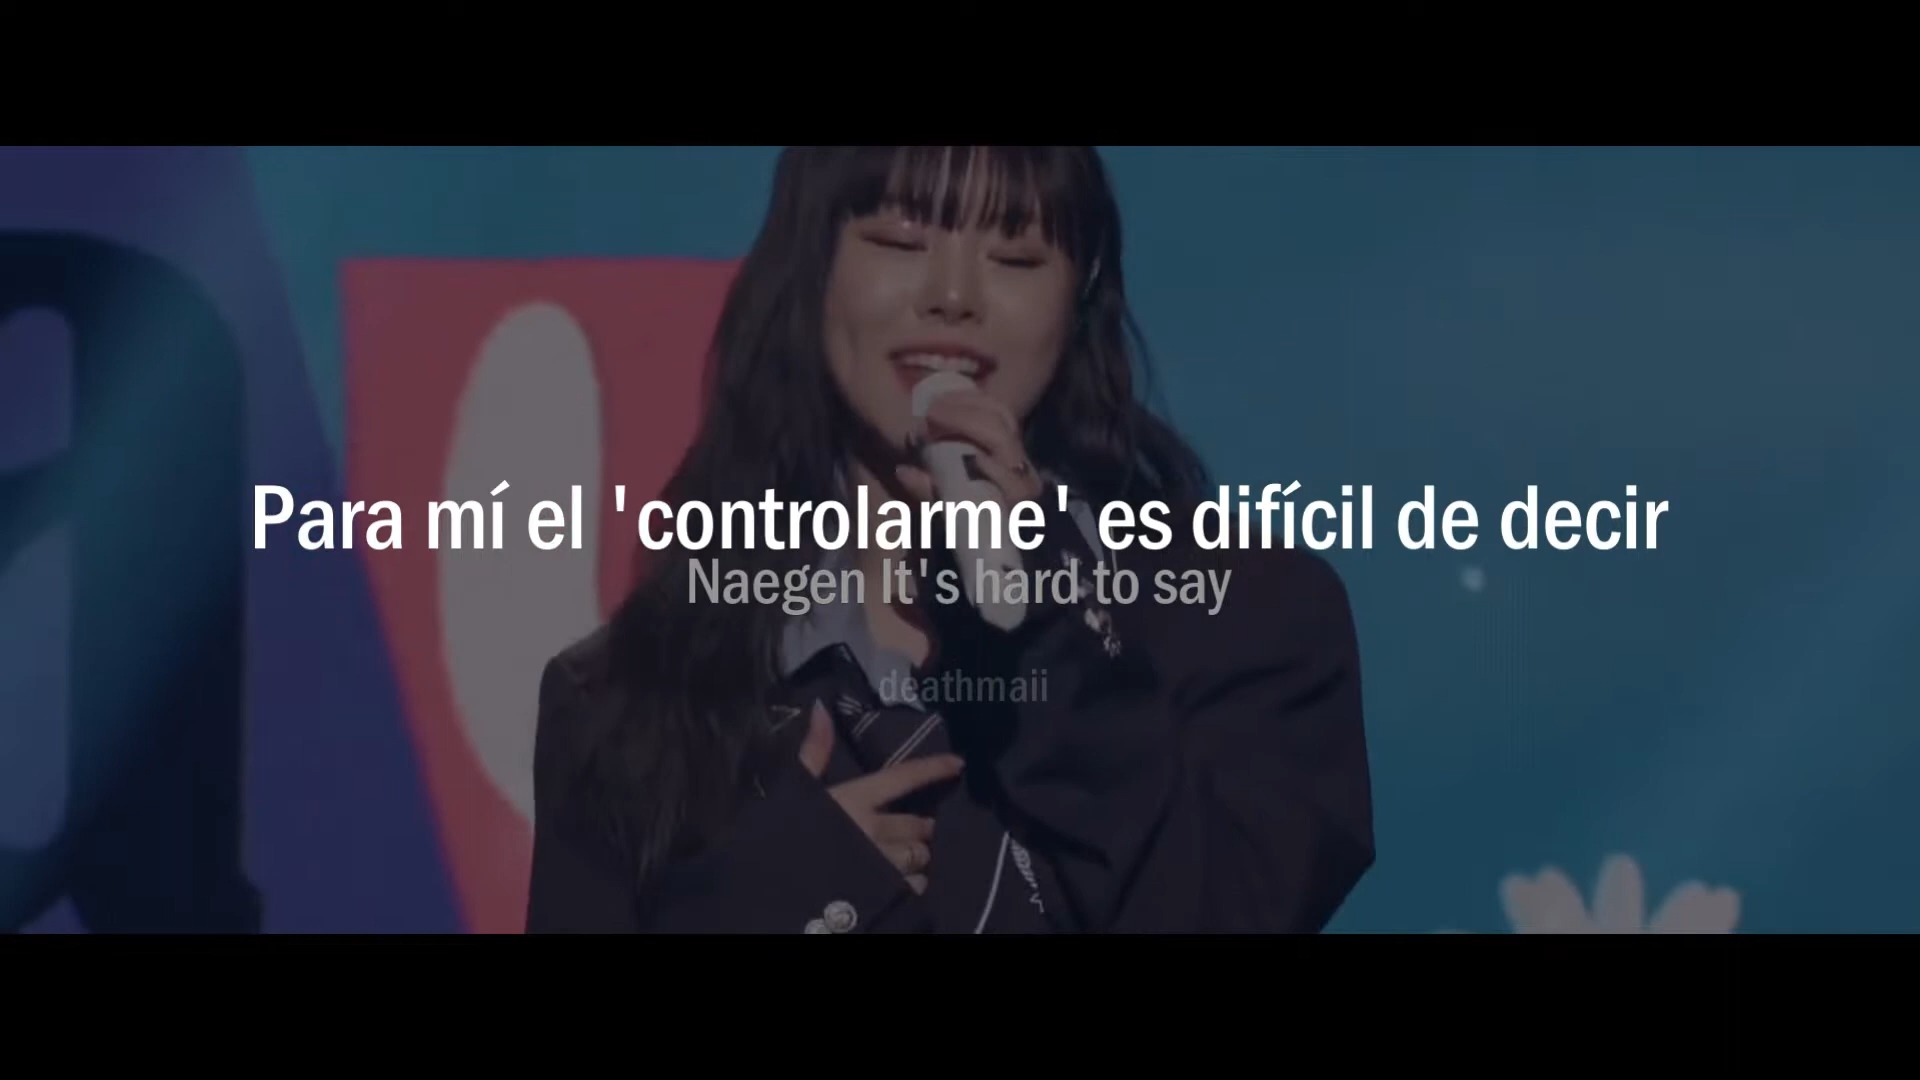 Para mí el 'controlarme' es difícil de decir
Naegen It's hard to say
deathmaii